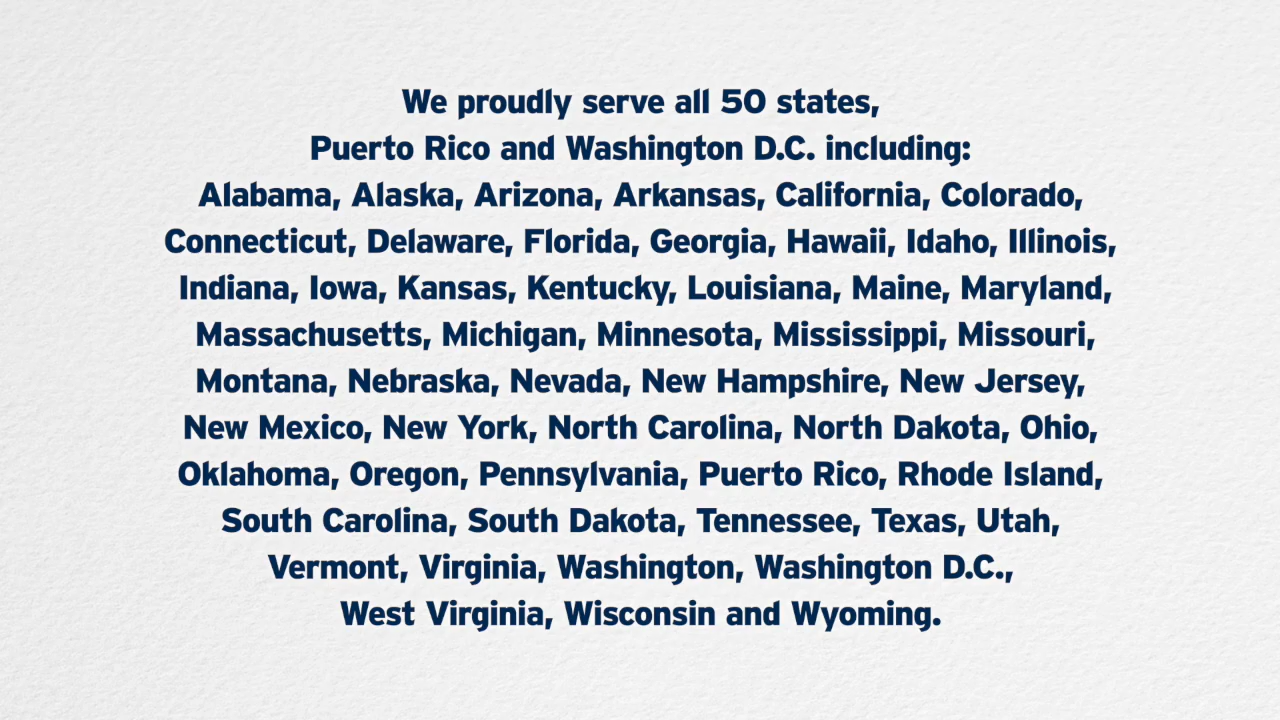 We proudly serve all 50 states,
Puerto Rico and Washington D.C. including:
Alabama, Alaska, Arizona, Arkansas, California, Colorado,
Connecticut, Delaware, Florida, Georgia, Hawaii, Idaho, Illinois,
Indiana, Iowa, Kansas, Kentucky, Louisiana, Maine, Maryland,
Massachusetts, Michigan, Minnesota, Mississippi, Missouri,
Montana, Nebraska, Nevada, New Hampshire, New Jersey,
New Mexico, New York, North Carolina, North Dakota, Ohio,
Oklahoma, Oregon, Pennsylvania, Puerto Rico, Rhode Island,
South Carolina, South Dakota, Tennessee, Texas, Utah,
Vermont, Virginia, Washington, Washington D.C.,
West Virginia, Wisconsin and Wyoming.